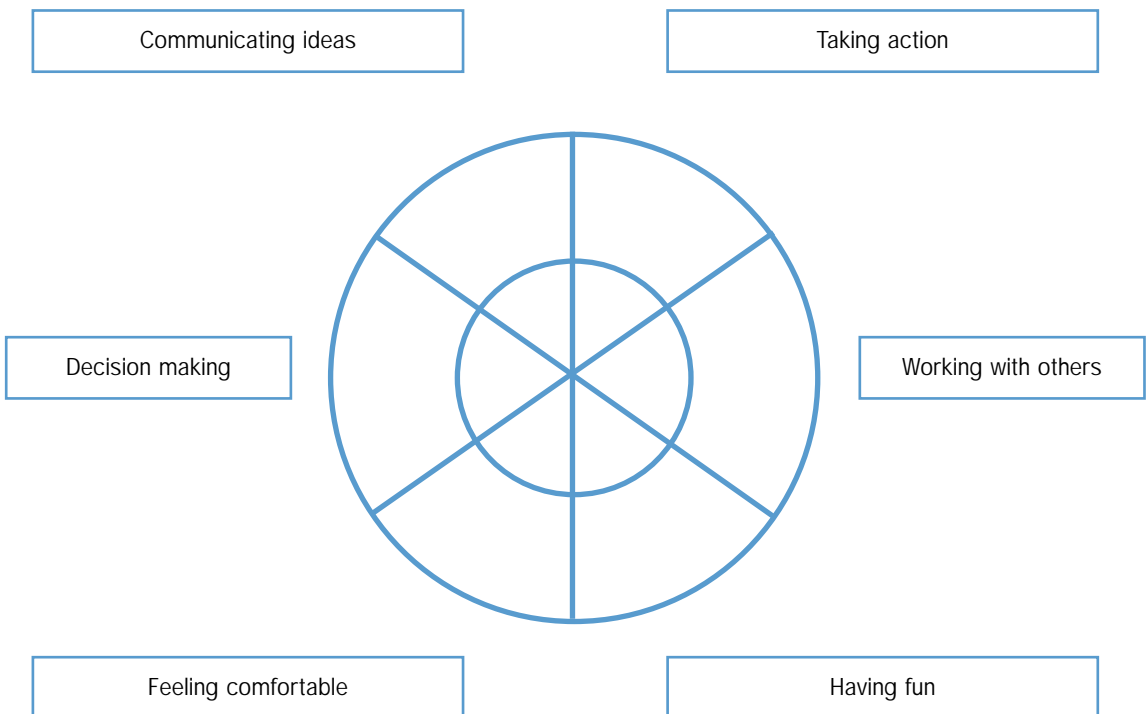 Communicating ideas
Taking action
Decision making
Working with others
Feeling comfortable
Having fun